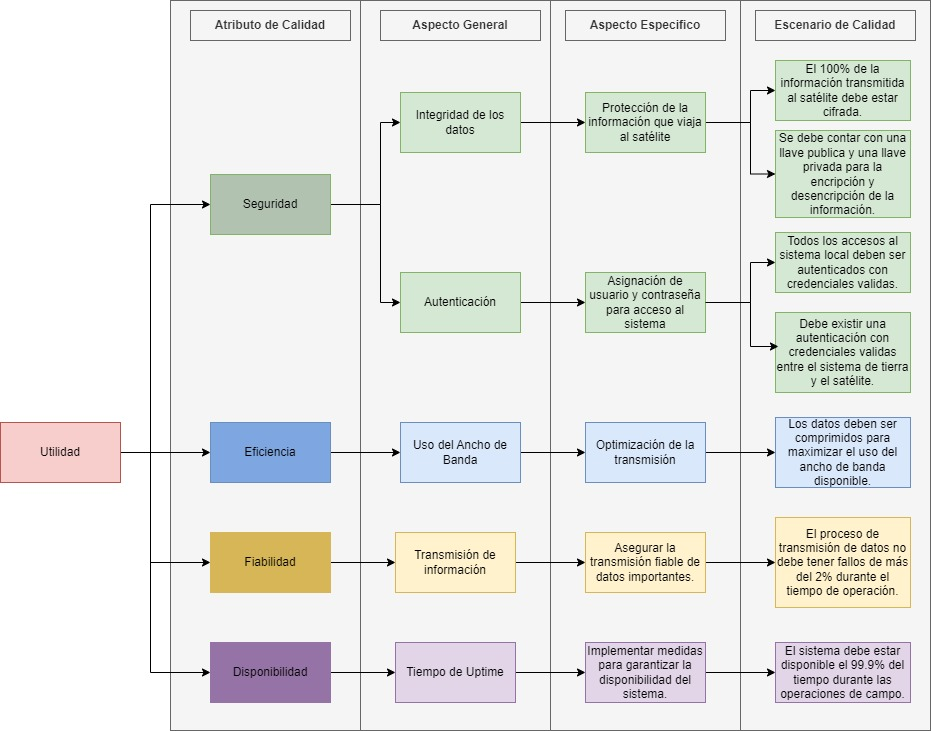 Atributo de Calidad
Aspecto General
Aspecto Especifico
Escenario de Calidad
Utilidad
Seguridad
Integridad de los
datos
Protección de la
información que viaja
al satélite
El 100% de la
información transmitida
al satélite debe estar
cifrada.
Se debe contar con una
llave publica y una llave
privada para la
encripción y
desencripción de la
información.
Autenticación
Asignación de
usuario y contraseña
para acceso al
sistema
Todos los accesos al
sistema local deben ser
autenticados con
credenciales validas.
Debe existir una
autenticación con
credenciales validas
entre el sistema de tierra
y el satélite.
Eficiencia
Uso del Ancho de
Banda
Optimización de la
transmisión
Los datos deben ser
comprimidos para
maximizar el uso del
ancho de banda
disponible.
Fiabilidad
Transmisión de
información
Asegurar la
transmisión fiable de
datos importantes.
El proceso de
transmisión de datos no
debe tener fallos de más
del 2% durante el
tiempo de operación.
Disponibilidad
Tiempo de Uptime
Implementar medidas
para garantizar la
disponibilidad del
sistema.
El sistema debe estar
disponible el 99.9% del
tiempo durante las
operaciones de campo.